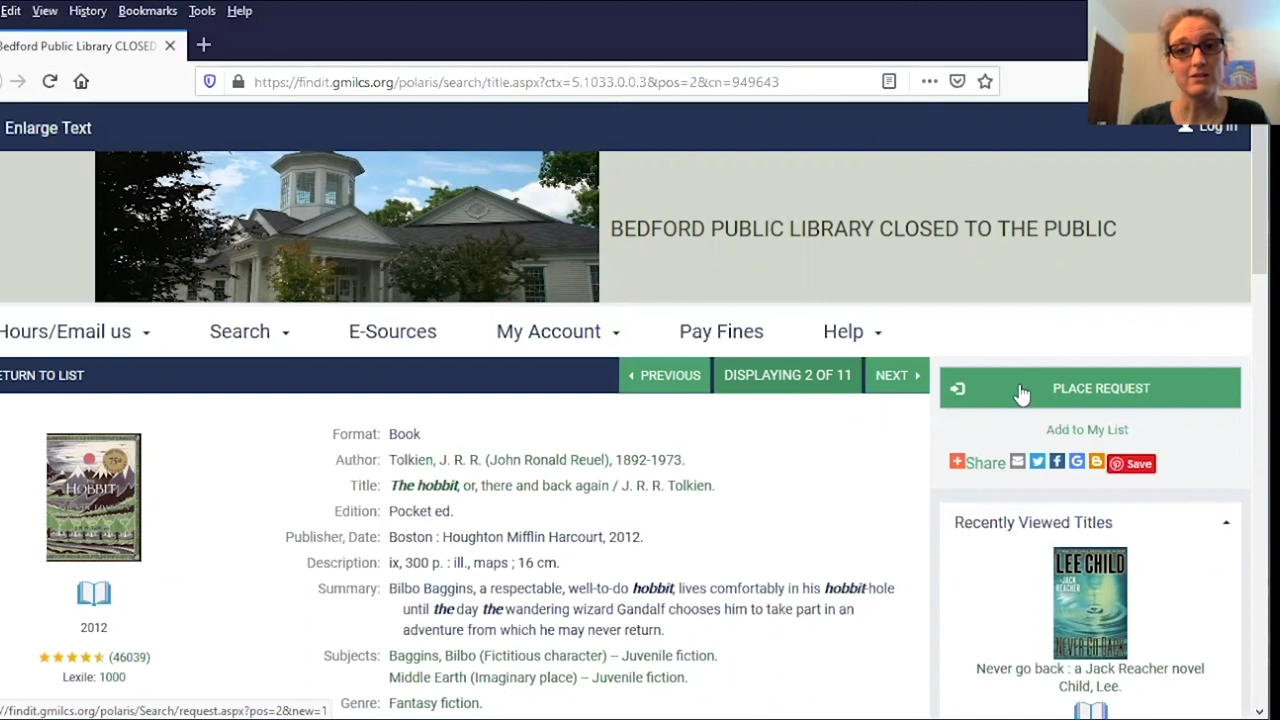 Edit View History Bookmarks Tools Help
Bedford Public Library CLOSED
https://findit.gmilcs.org/polaris/search/title.aspx?ctx=5.1033.0.0.3&pos=2&cn=949643
Enlarge Text
Log In
BEDFORD PUBLIC LIBRARY CLOSED TO THE PUBLIC
Hours/Email us Search E-Sources My Account Pay Fines Help
ETURN TO LIST PREVIOUS DISPLAYING 2 OF 11 NEXT
PLACE REQUEST
Add to My List
Share Save
Format: Book
Author: Tolkien, J. R. R. (John Ronald Reuel), 1892-1973.
Title: The hobbit, or, there and back again / J. R. R. Tolkien.
Edition: Pocket ed.
Publisher, Date: Boston : Houghton Mifflin Harcourt, 2012.
Description: ix, 300 p. : ill., maps ; 16 cm.
Summary: Bilbo Baggins, a respectable, well-to-do hobbit, lives comfortably in his hobbit-hole
until the day the wandering wizard Gandalf chooses him to take part in an
adventure from which he may never return.
Subjects: Baggins, Bilbo (Fictitious character) -- Juvenile fiction.
Middle Earth (Imaginary place) -- Juvenile fiction.
Genre: Fantasy fiction.
HOBBIT
2012
(46039)
Lexile: 1000
Recently Viewed Titles
LEE CHILD
JACK
REACHER
NEVER GO BACK
Never go back : a Jack Reacher novel
Child, Lee.
//findit.gmilcs.org/polaris/Search/request.aspx?pos=2&new=1